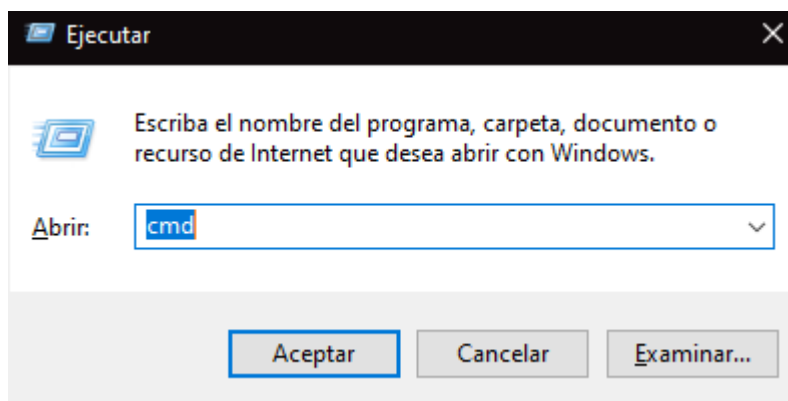 Ejecutar
Escriba el nombre del programa, carpeta, documento o
recurso de Internet que desea abrir con Windows.
Abrir:
cmd
Aceptar
Cancelar
Examinar...